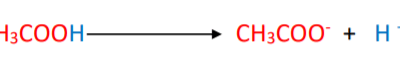 H₃COOH ⟶ CH₃COO⁻ + H